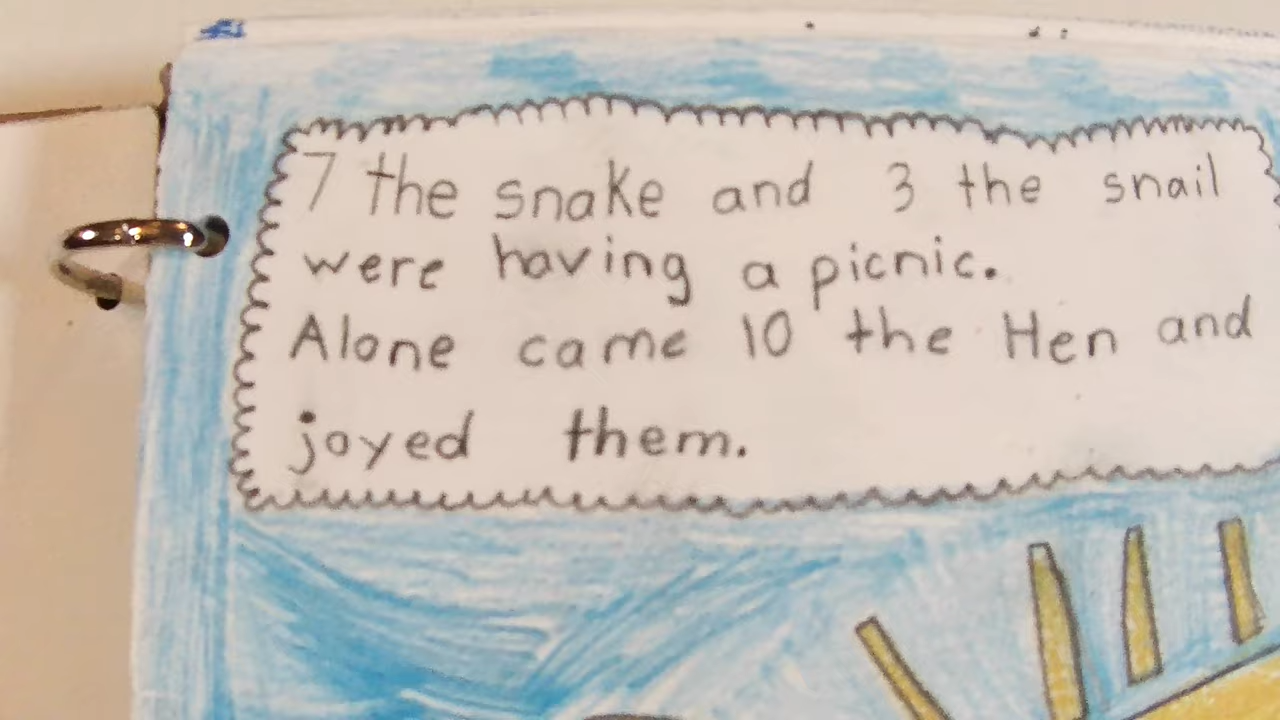 7 the snake and 3 the snail
were having a picnic.
Alone came 10 the Hen and
joyed them.